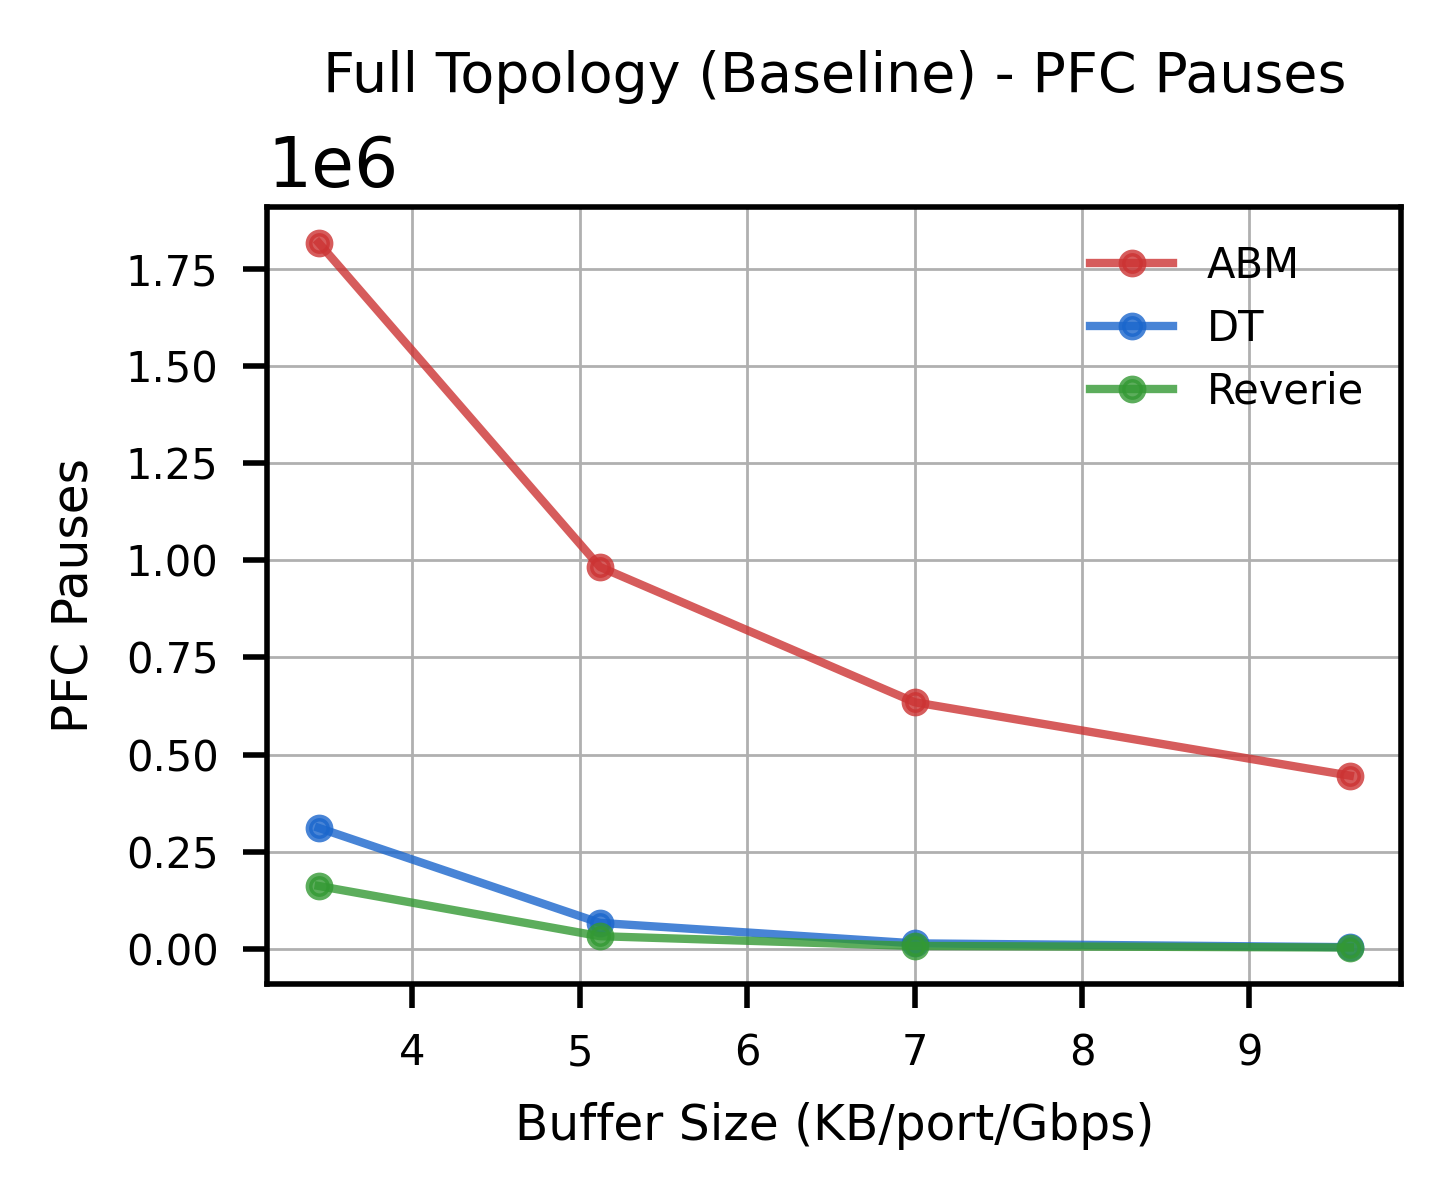 Full Topology (Baseline) - PFC Pauses
1e6
1.75
1.50
1.25
1.00
0.75
0.50
0.25
0.00
PFC Pauses
ABM
DT
Reverie
4 5 6 7 8 9
Buffer Size (KB/port/Gbps)